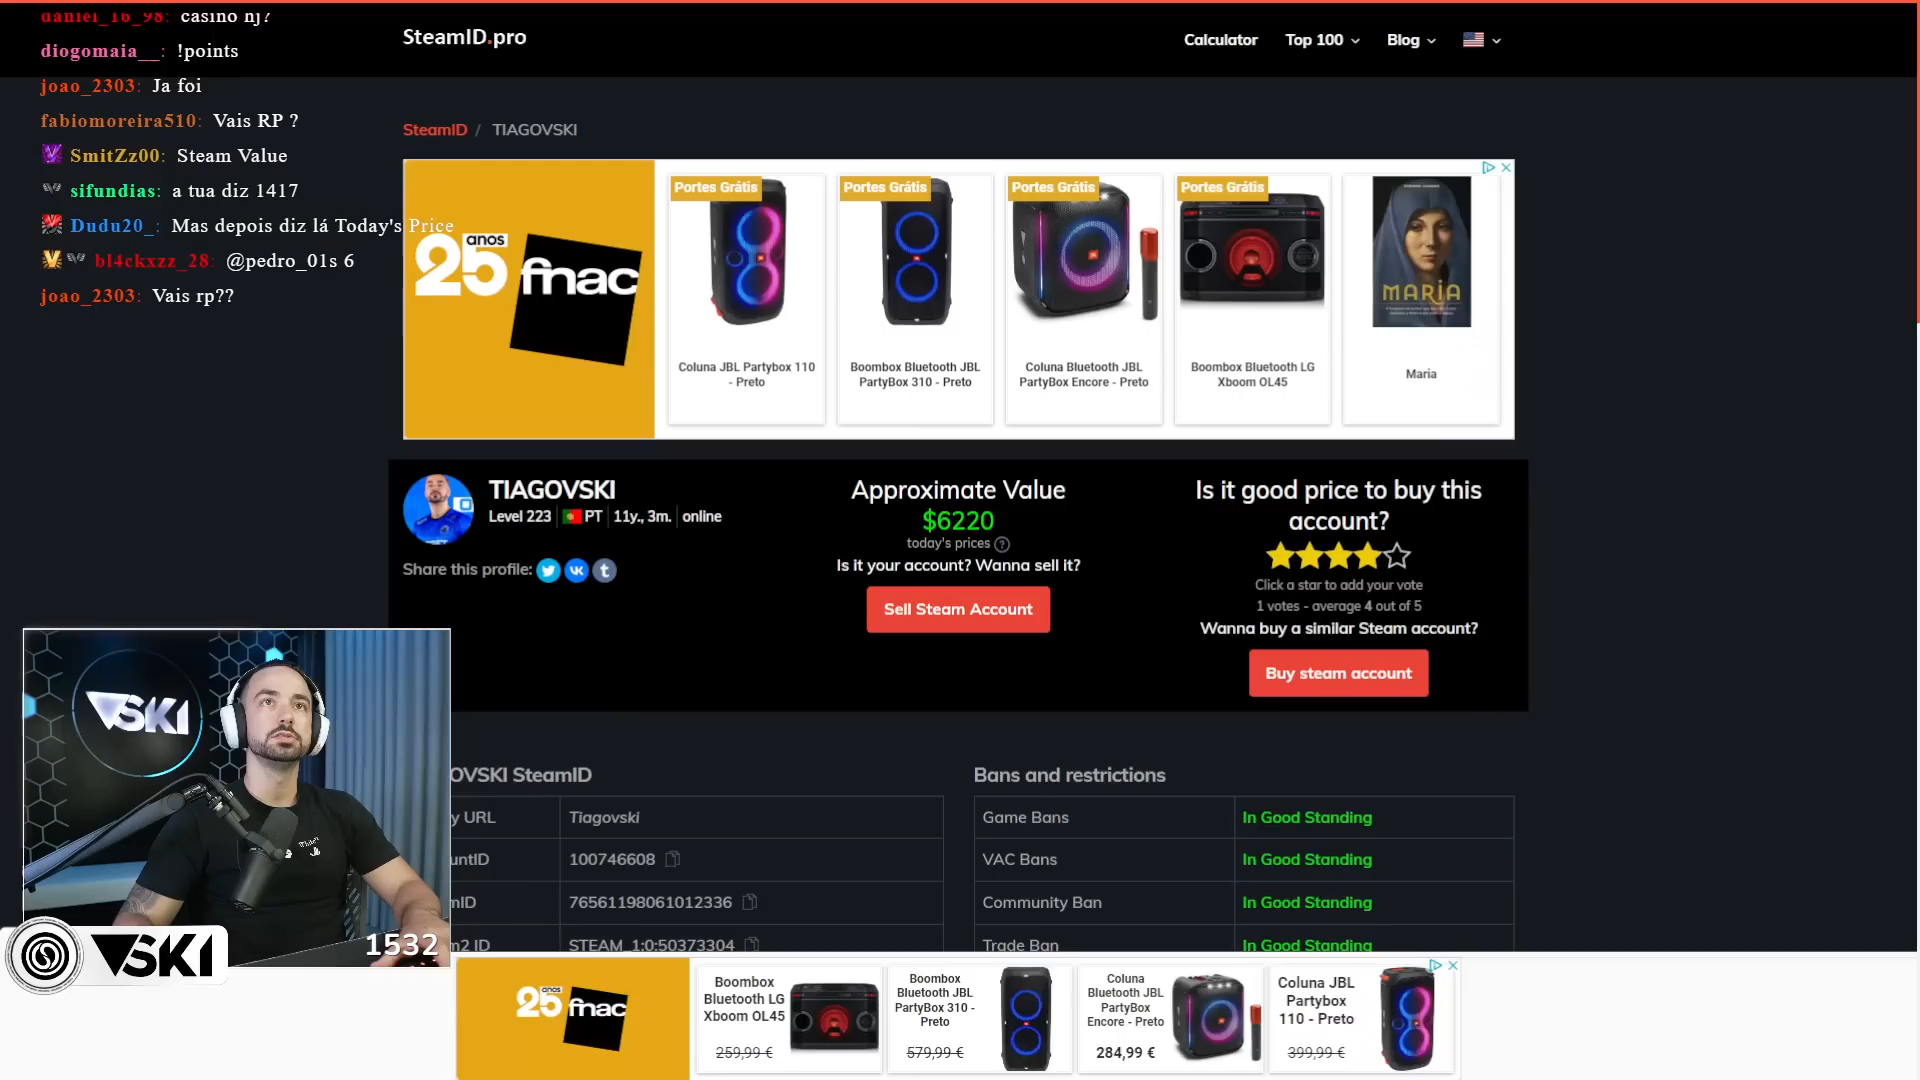 daniel_16_98: casino nj?
diogomaia__: !points
joao_2303: Ja foi
fabiomoreira510: Vais RP ?
SmitZz00: Steam Value
sifundias: a tua diz 1417
Dudu20_: Mas depois diz lá Today's Price
bl4ckxzz_28: @pedro_01s 6
joao_2303: Vais rp??
SteamID.pro
Calculator
Top 100
Blog
SteamID / TIAGOVSKI
25 anos fnac
Portes Grátis
Coluna JBL Partybox 110
- Preto
Portes Grátis
Boombox Bluetooth JBL
PartyBox 310 - Preto
Portes Grátis
Coluna Bluetooth JBL
PartyBox Encore - Preto
Portes Grátis
Boombox Bluetooth LG
Xboom OL45
MARIA
Maria
TIAGOVSKI
Level 223 PT 11y., 3m. online
Share this profile:
Approximate Value
$6220
today's prices ?
Is it your account? Wanna sell it?
Sell Steam Account
Is it good price to buy this
account?
Click a star to add your vote
1 votes - average 4 out of 5
Wanna buy a similar Steam account?
Buy steam account
OVSKI SteamID
y URL Tiagovski
untID 100746608
mID 76561198061012336
m2 ID STEAM_1:0:50373304
Bans and restrictions
Game Bans In Good Standing
VAC Bans In Good Standing
Community Ban In Good Standing
Trade Ban In Good Standing
VSKI
1532
VSKI
25 anos fnac
Boombox
Bluetooth LG
Xboom OL45
259,99 €
Boombox
Bluetooth JBL
PartyBox 310 -
Preto
579,99 €
Coluna
Bluetooth JBL
PartyBox
Encore - Preto
284,99 €
Coluna JBL
Partybox
110 - Preto
399,99 €